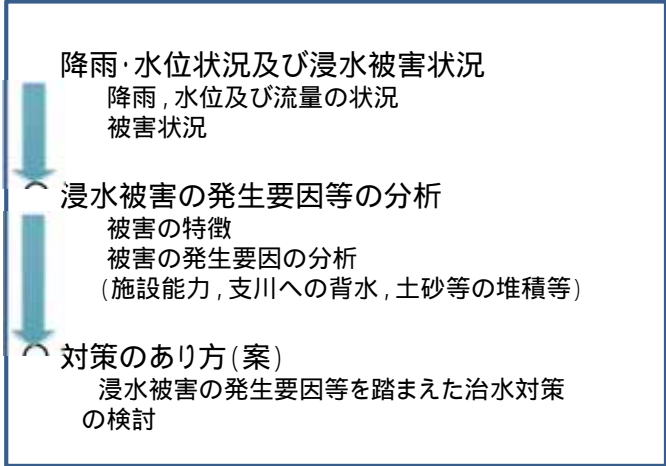 降雨・水位状況及び浸水被害状況
降雨,水位及び流量の状況
被害状況
浸水被害の発生要因等の分析
被害の特徴
被害の発生要因の分析
(施設能力,支川への背水,土砂等の堆積等)
対策のあり方(案)
浸水被害の発生要因等を踏まえた治水対策
の検討